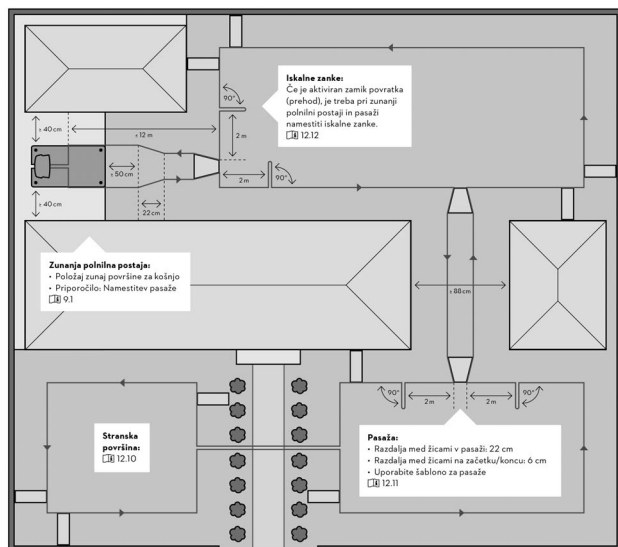 Iskalne zanke:
Če je aktiviran zamik povratka
(prehod), je treba pri zunanji
polnilni postaji in pasaži
namestiti iskalne zanke.
12.12
90°
≥ 40 cm
≤ 12 m
2 m
≥ 50 cm
22 cm
2 m
90°
≥ 40 cm
Zunanja polnilna postaja:
• Položaj zunaj površine za košnjo
• Priporočilo: Namestitev pasaže
9.1
≥ 88 cm
90°
2 m
2 m
90°
Stranska
površina:
12.10
Pasaža:
• Razdalja med žicami v pasaži: 22 cm
• Razdalja med žicami na začetku/koncu: 6 cm
• Uporabite šablono za pasaže
12.11